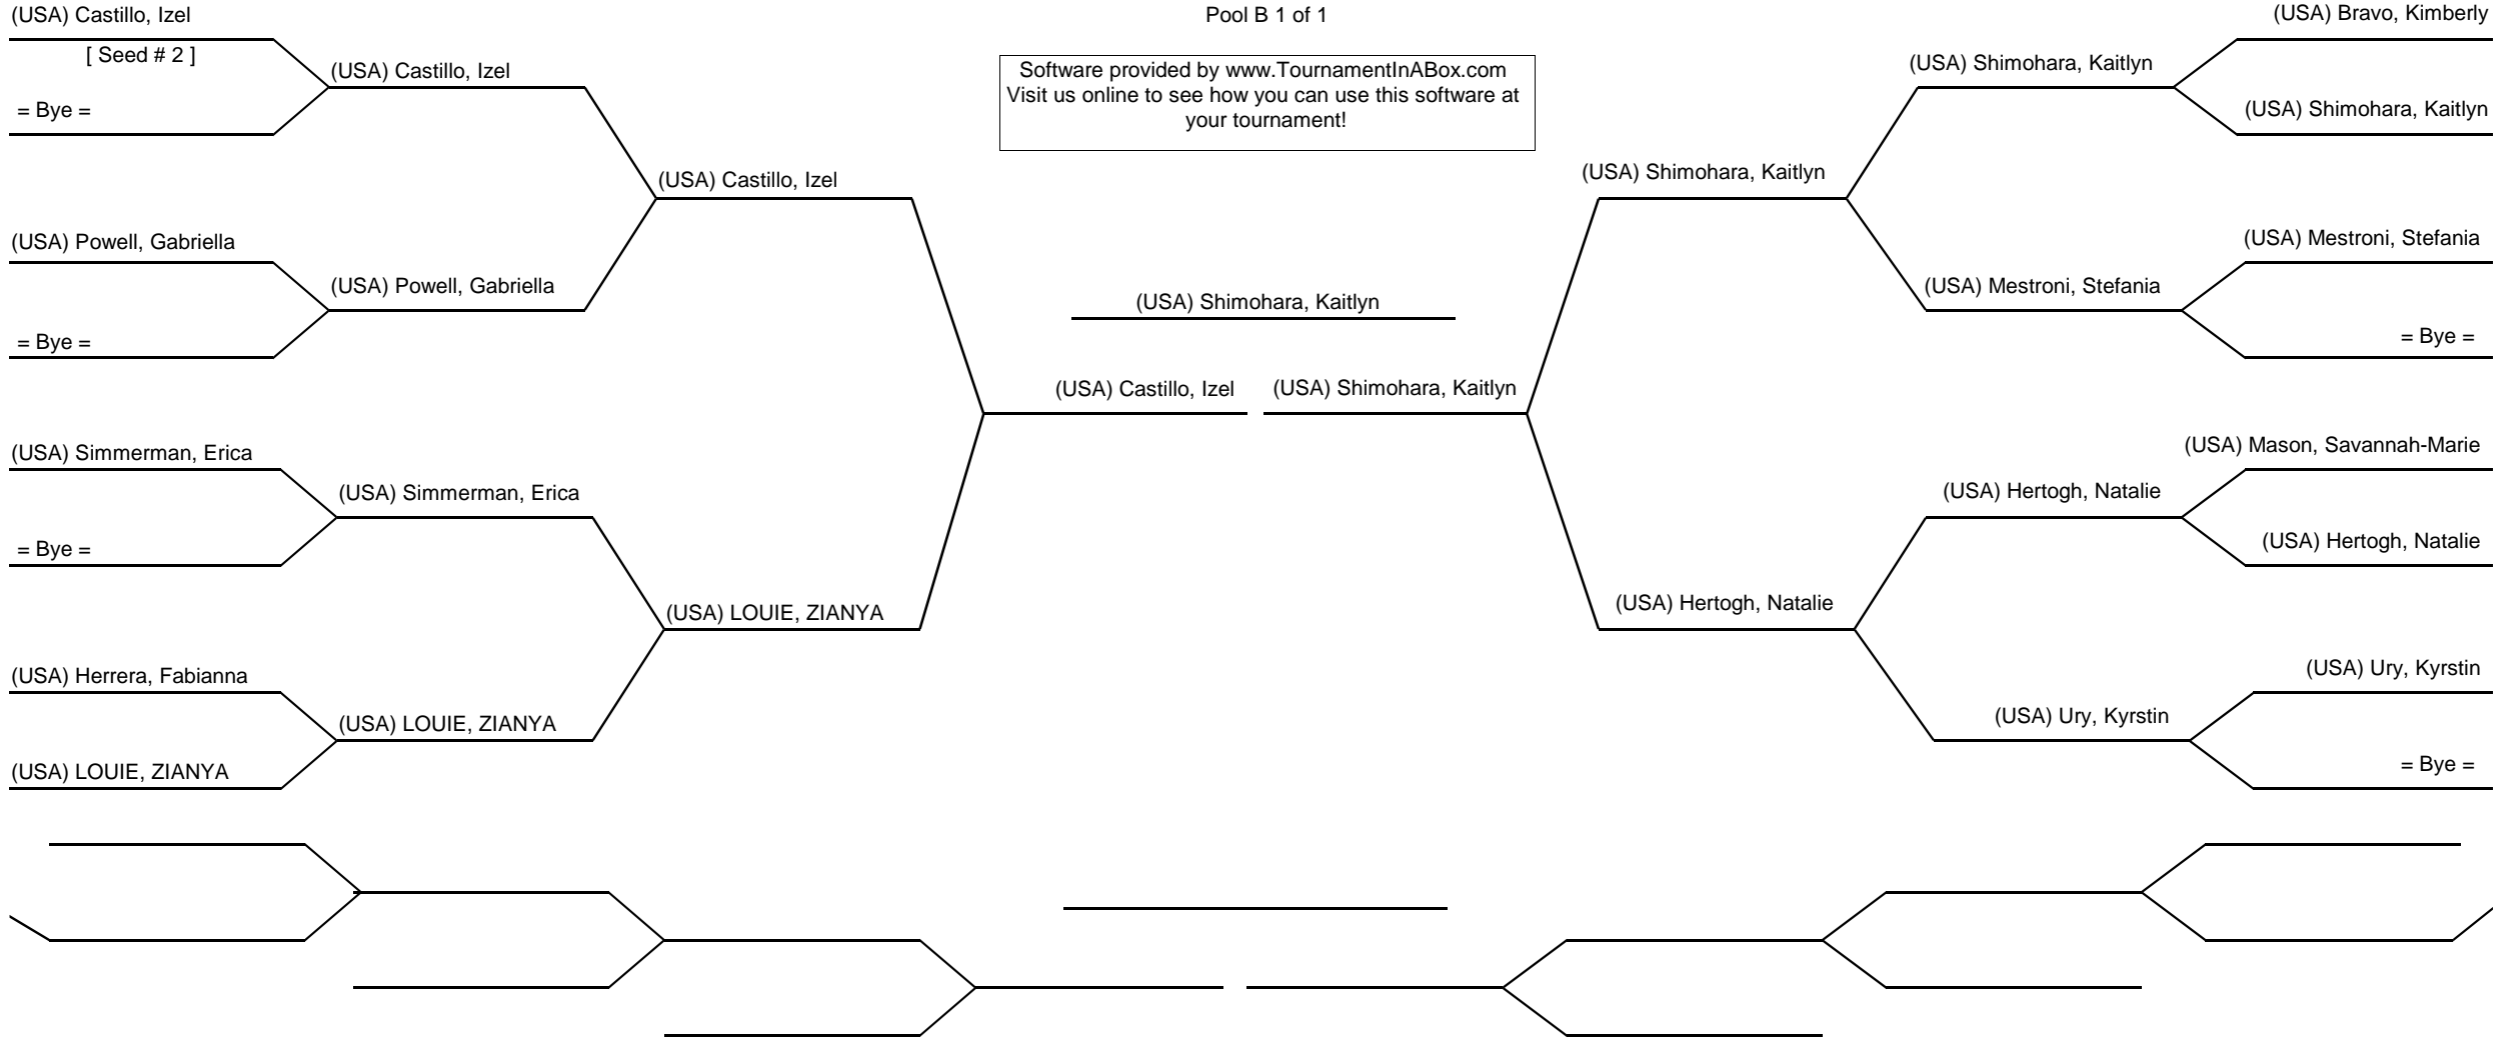 (USA) Castillo, Izel
[ Seed # 2 ]
= Bye =
(USA) Powell, Gabriella
= Bye =
(USA) Simmerman, Erica
= Bye =
(USA) Herrera, Fabianna
(USA) LOUIE, ZIANYA
(USA) Castillo, Izel
(USA) Powell, Gabriella
(USA) Simmerman, Erica
(USA) LOUIE, ZIANYA
(USA) Castillo, Izel
(USA) LOUIE, ZIANYA
Pool B 1 of 1
Software provided by www.TournamentInABox.com
Visit us online to see how you can use this software at
your tournament!
(USA) Shimohara, Kaitlyn
(USA) Castillo, Izel
(USA) Shimohara, Kaitlyn
(USA) Shimohara, Kaitlyn
(USA) Hertogh, Natalie
(USA) Shimohara, Kaitlyn
(USA) Mestroni, Stefania
(USA) Hertogh, Natalie
(USA) Ury, Kyrstin
(USA) Bravo, Kimberly
(USA) Shimohara, Kaitlyn
(USA) Mestroni, Stefania
= Bye =
(USA) Mason, Savannah-Marie
(USA) Hertogh, Natalie
(USA) Ury, Kyrstin
= Bye =